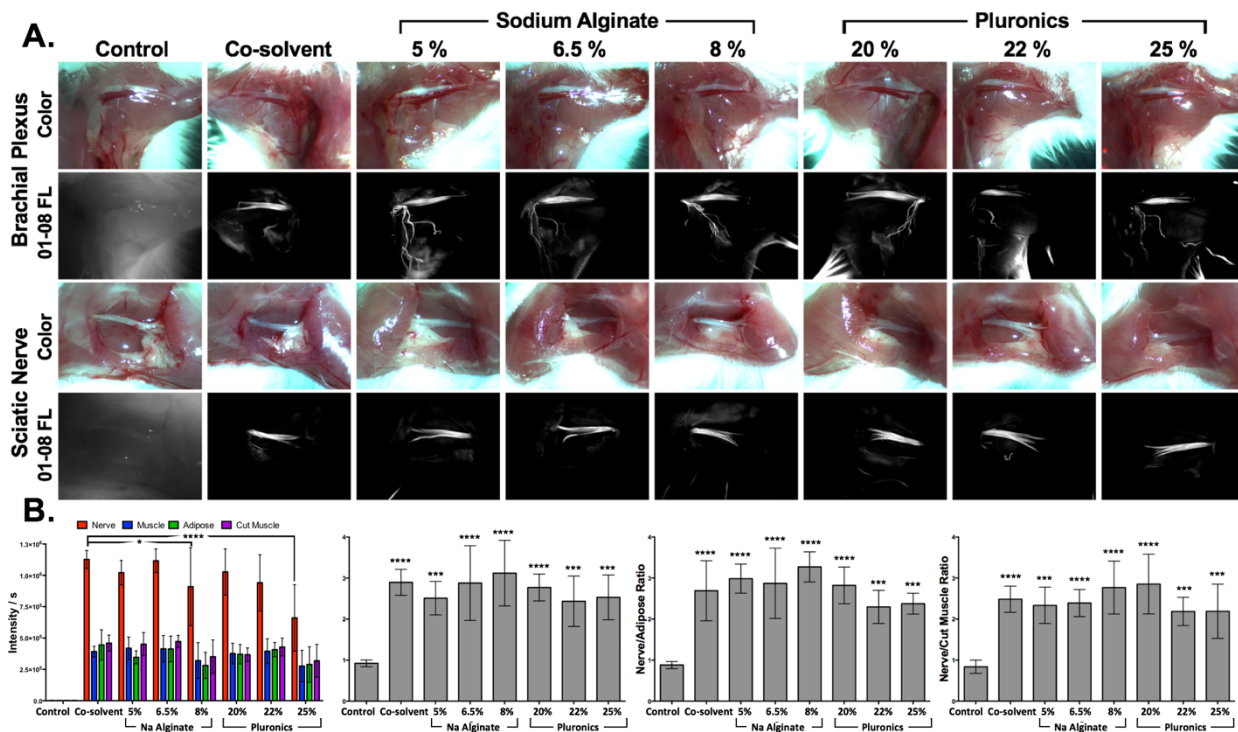 A.
Sodium Alginate
Pluronics
Control
Co-solvent
5 %
6.5 %
8 %
20 %
22 %
25 %
Brachial Plexus
Color
01-08 FL
Sciatic Nerve
Color
01-08 FL
B.
Nerve
Muscle
Adipose
Cut Muscle
* ****
Intensity / s
1.0×10⁶
7.5×10⁵
5.0×10⁵
2.5×10⁵
0.0
Control Co-solvent 5% 6.5% 8% 20% 22% 25%
Na Alginate Pluronics
4
3
2
1
0
**** *** **** **** **** *** ***
Control Co-solvent 5% 6.5% 8% 20% 22% 25%
Na Alginate Pluronics
Nerve/Adipose Ratio
4
3
2
1
0
**** **** **** **** **** *** ***
Control Co-solvent 5% 6.5% 8% 20% 22% 25%
Na Alginate Pluronics
Nerve/Cut Muscle Ratio
4
3
2
1
0
**** *** **** **** **** *** ***
Control Co-solvent 5% 6.5% 8% 20% 22% 25%
Na Alginate Pluronics